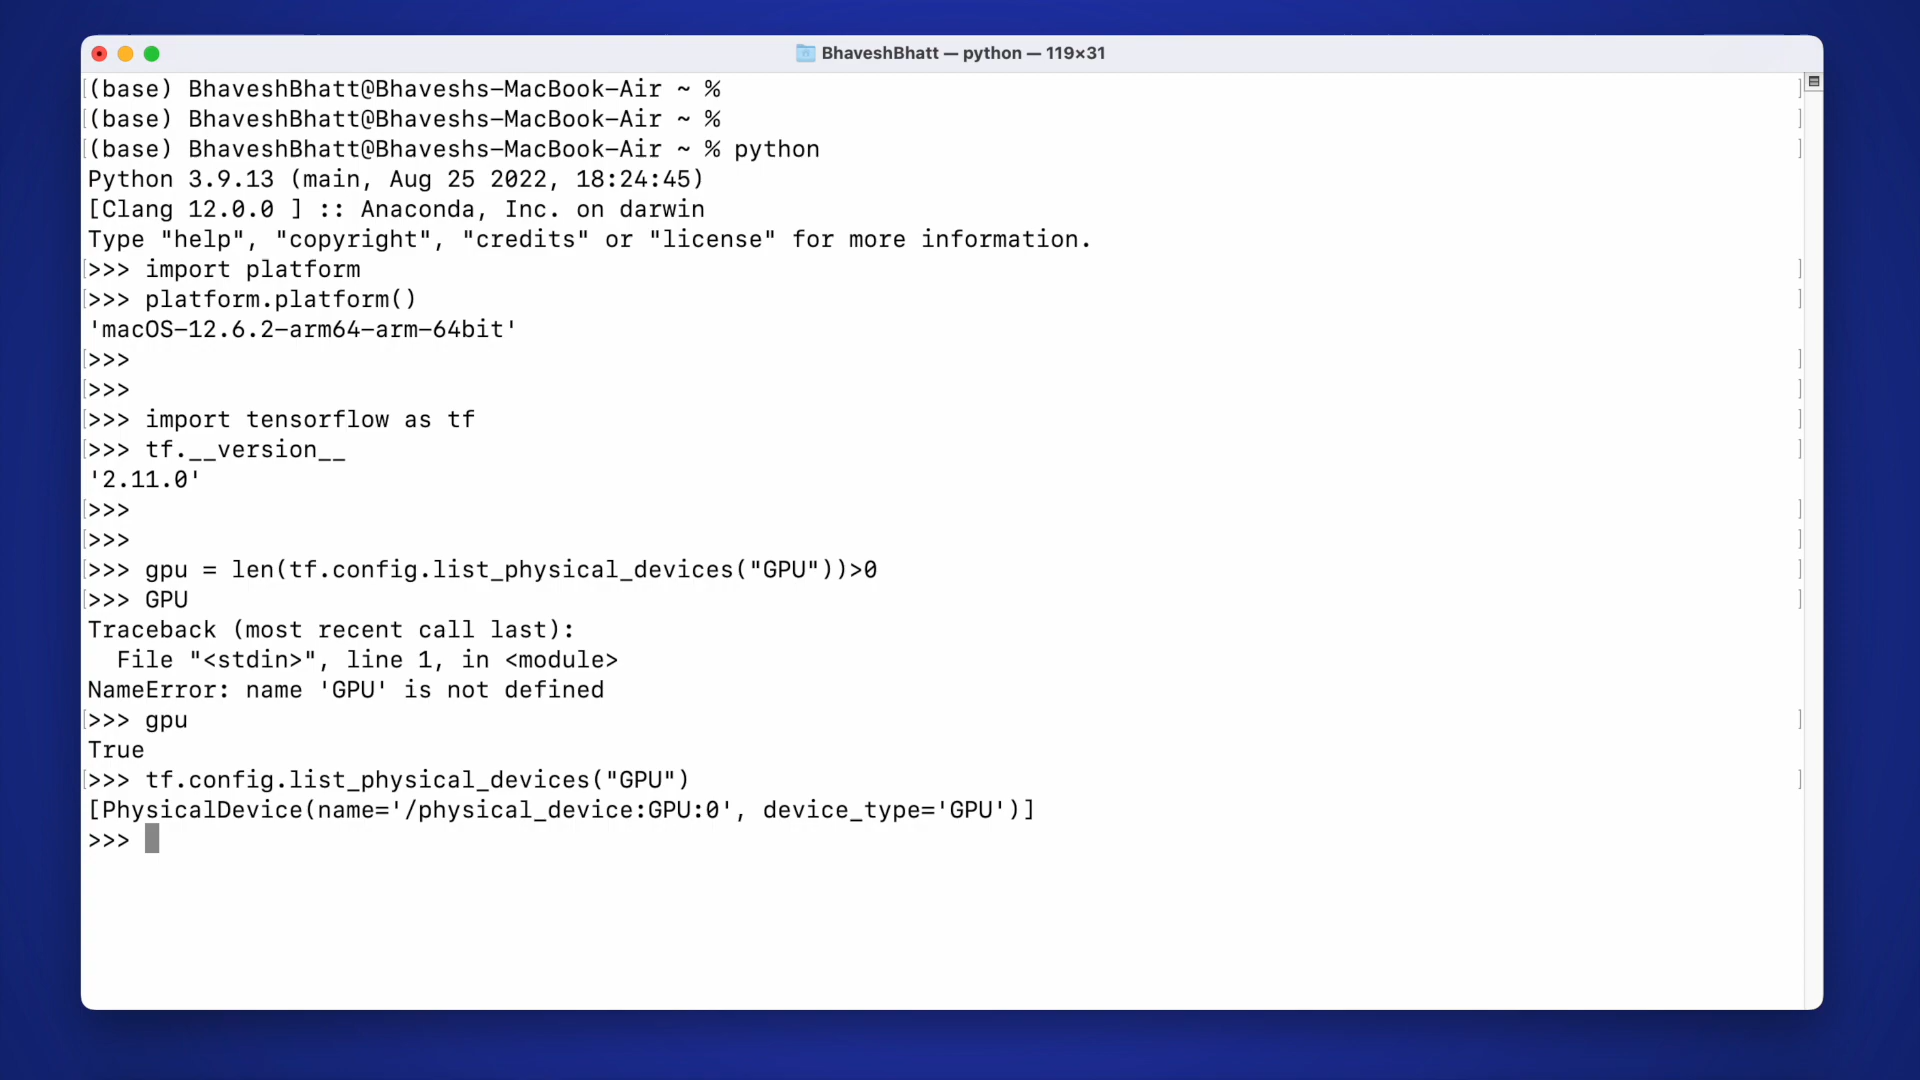 BhaveshBhatt — python — 119×31
(base) BhaveshBhatt@Bhaveshs-MacBook-Air ~ %
(base) BhaveshBhatt@Bhaveshs-MacBook-Air ~ %
(base) BhaveshBhatt@Bhaveshs-MacBook-Air ~ % python
Python 3.9.13 (main, Aug 25 2022, 18:24:45)
[Clang 12.0.0 ] :: Anaconda, Inc. on darwin
Type "help", "copyright", "credits" or "license" for more information.
>>> import platform
>>> platform.platform()
'macOS-12.6.2-arm64-arm-64bit'
>>>
>>>
>>> import tensorflow as tf
>>> tf.__version__
'2.11.0'
>>>
>>>
>>> gpu = len(tf.config.list_physical_devices("GPU"))>0
>>> GPU
Traceback (most recent call last):
  File "<stdin>", line 1, in <module>
NameError: name 'GPU' is not defined
>>> gpu
True
>>> tf.config.list_physical_devices("GPU")
[PhysicalDevice(name='/physical_device:GPU:0', device_type='GPU')]
>>>